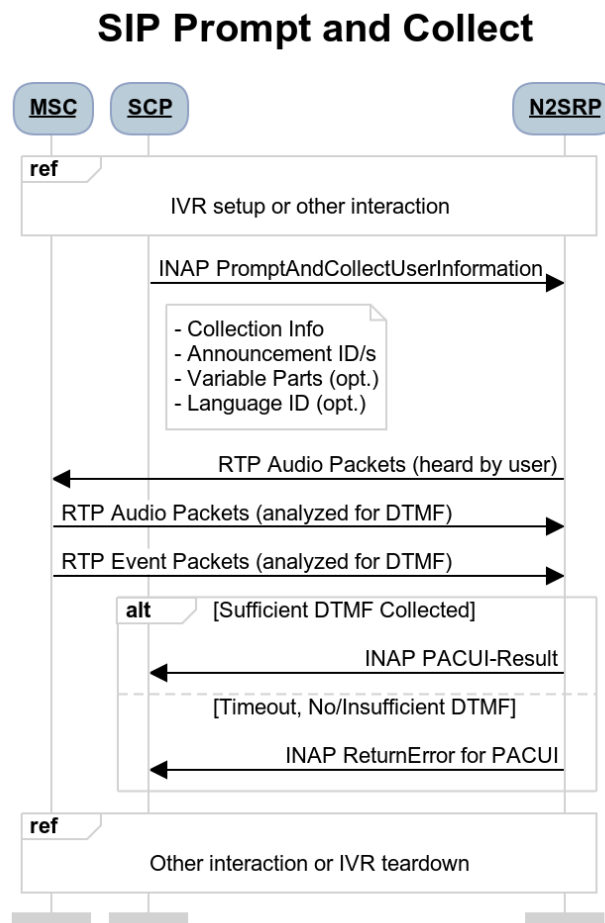 SIP Prompt and Collect
MSC
SCP
N2SRP
ref
IVR setup or other interaction
INAP PromptAndCollectUserInformation
- Collection Info
- Announcement ID/s
- Variable Parts (opt.)
- Language ID (opt.)
RTP Audio Packets (heard by user)
RTP Audio Packets (analyzed for DTMF)
RTP Event Packets (analyzed for DTMF)
alt [Sufficient DTMF Collected]
INAP PACUI-Result
[Timeout, No/Insufficient DTMF]
INAP ReturnError for PACUI
ref
Other interaction or IVR teardown